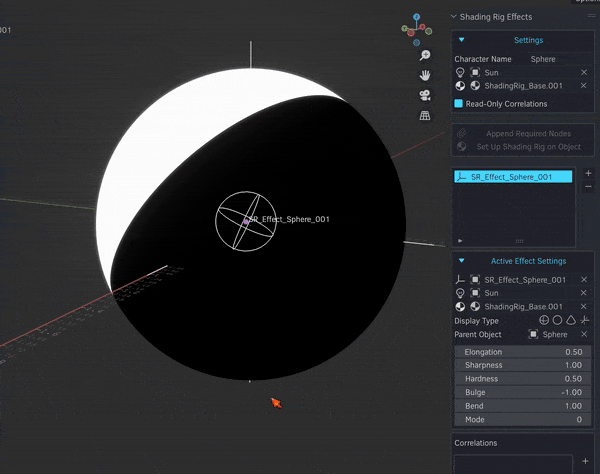 Shading Rig Effects
Settings
Character Name Sphere
Sun
ShadingRig_Base.001
Read-Only Correlations
Append Required Nodes
Set Up Shading Rig on Object
SR_Effect_Sphere_001
SR_Effect_Sphere_001
Active Effect Settings
SR_Effect_Sphere_001
Sun
ShadingRig_Base.001
Display Type
Parent Object Sphere
Elongation 0.50
Sharpness 1.00
Hardness 0.50
Bulge -1.00
Bend 1.00
Mode 0
Correlations